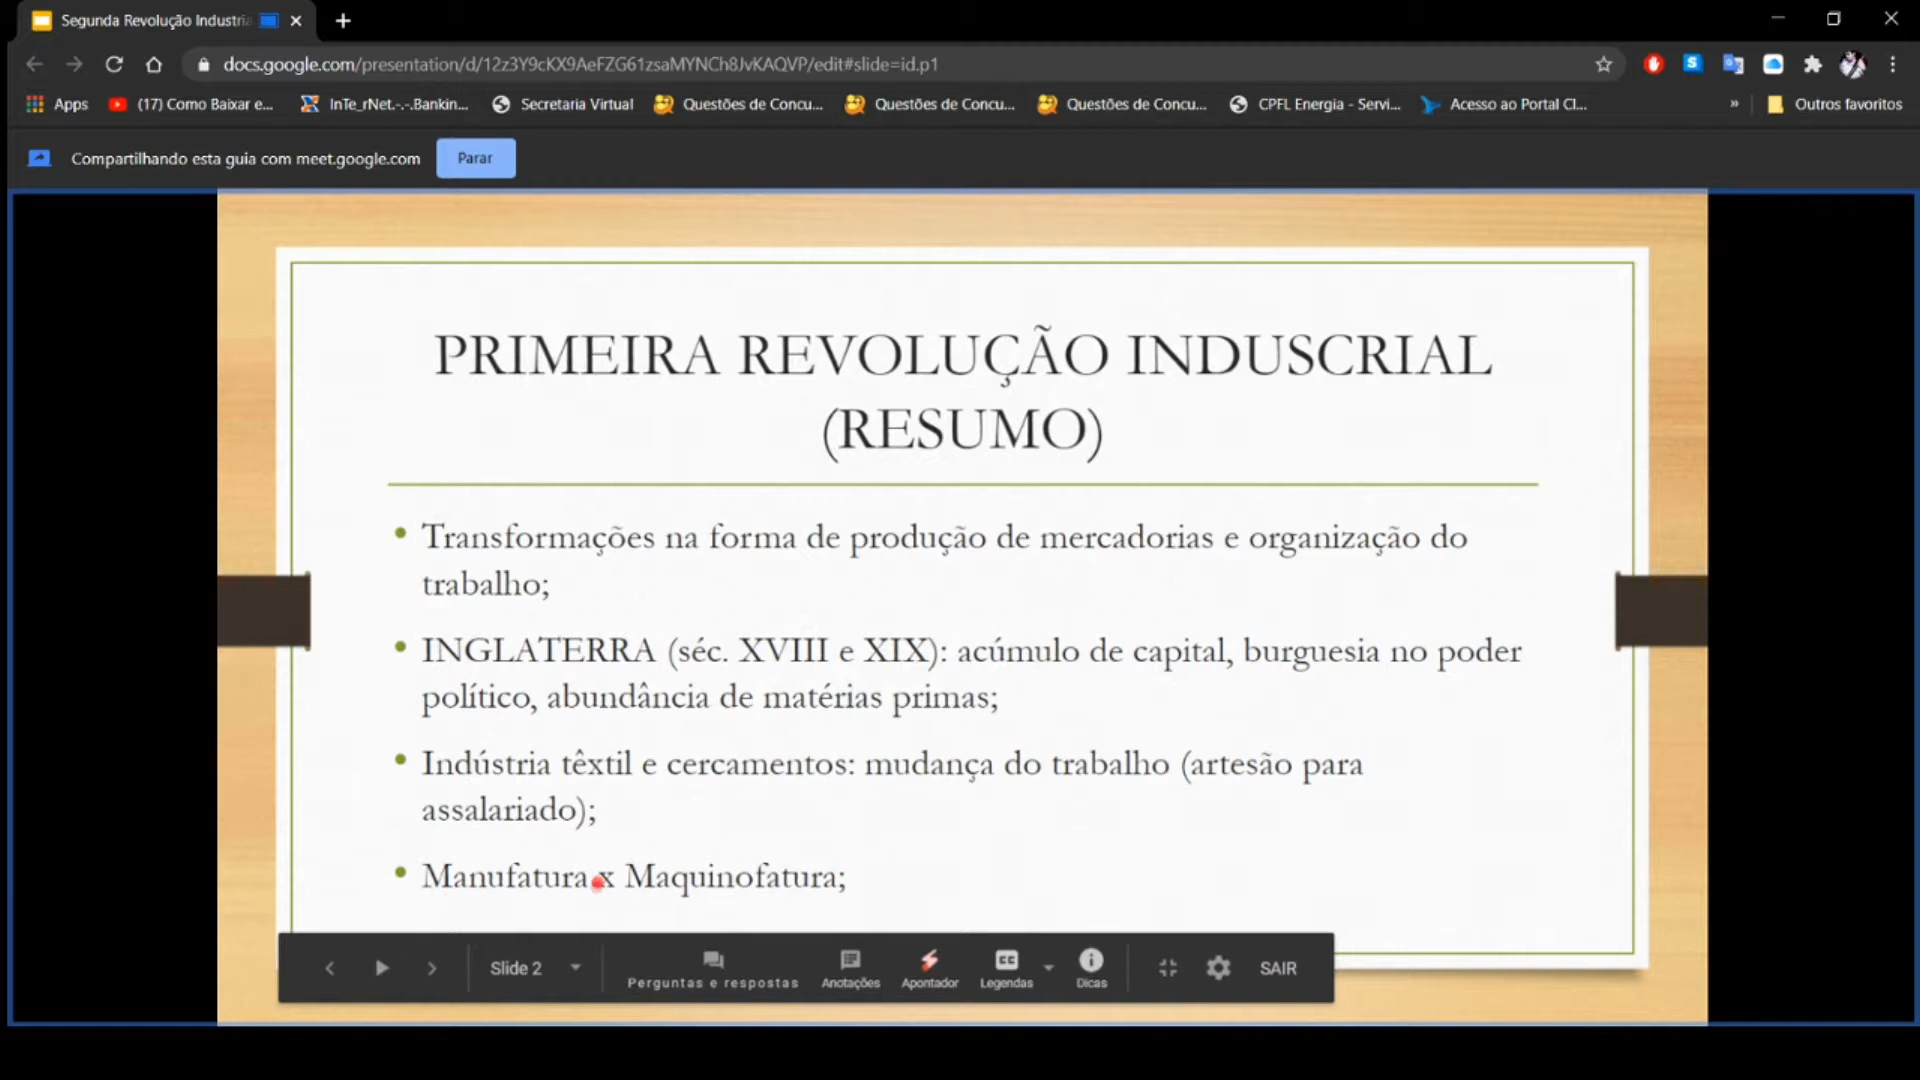 Segunda Revolução Industria
(17) Como Baixar e...
docs.google.com/presentation/d/12z3Y9cKX9AeFZG61zsaMYNCh8JvKAQVP/edit#slide=id.p1
Apps
InTe_rNet.-.-.Bankin...
Secretaria Virtual
Questões de Concu...
Questões de Concu...
Questões de Concu...
CPFL Energia - Servi...
Acesso ao Portal Cl...
»
Outros favoritos
Compartilhando esta guia com meet.google.com
Parar
PRIMEIRA REVOLUÇÃO INDUSCRIAL
(RESUMO)
• Transformações na forma de produção de mercadorias e organização do
trabalho;
• INGLATERRA (séc. XVIII e XIX): acúmulo de capital, burguesia no poder
político, abundância de matérias primas;
• Indústria têxtil e cercamentos: mudança do trabalho (artesão para
assalariado);
• Manufatura x Maquinofatura;
Slide 2
Perguntas e respostas
Anotações
Apontador
CC
Legendas
Dicas
SAIR